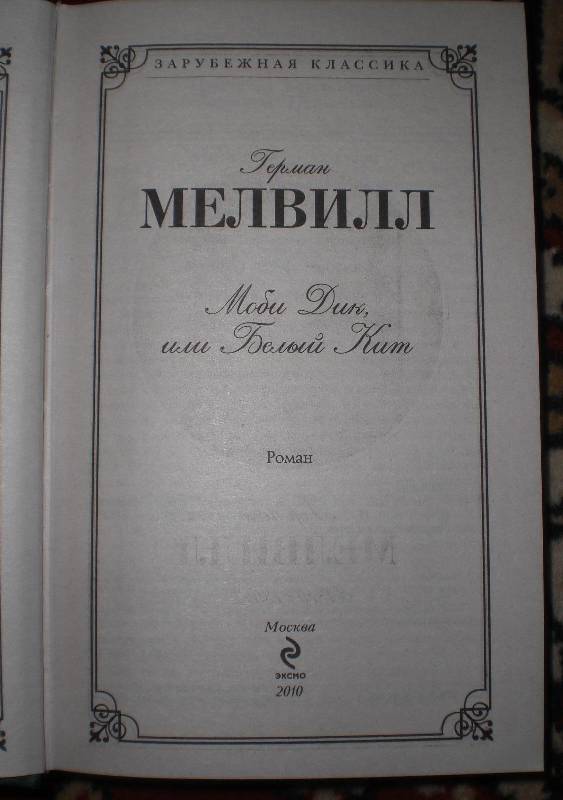 ЗАРУБЕЖНАЯ КЛАССИКА
Герман
МЕЛВИЛЛ
Моби Дик,
или Белый Кит
Роман
Москва
ЭКСМО
2010